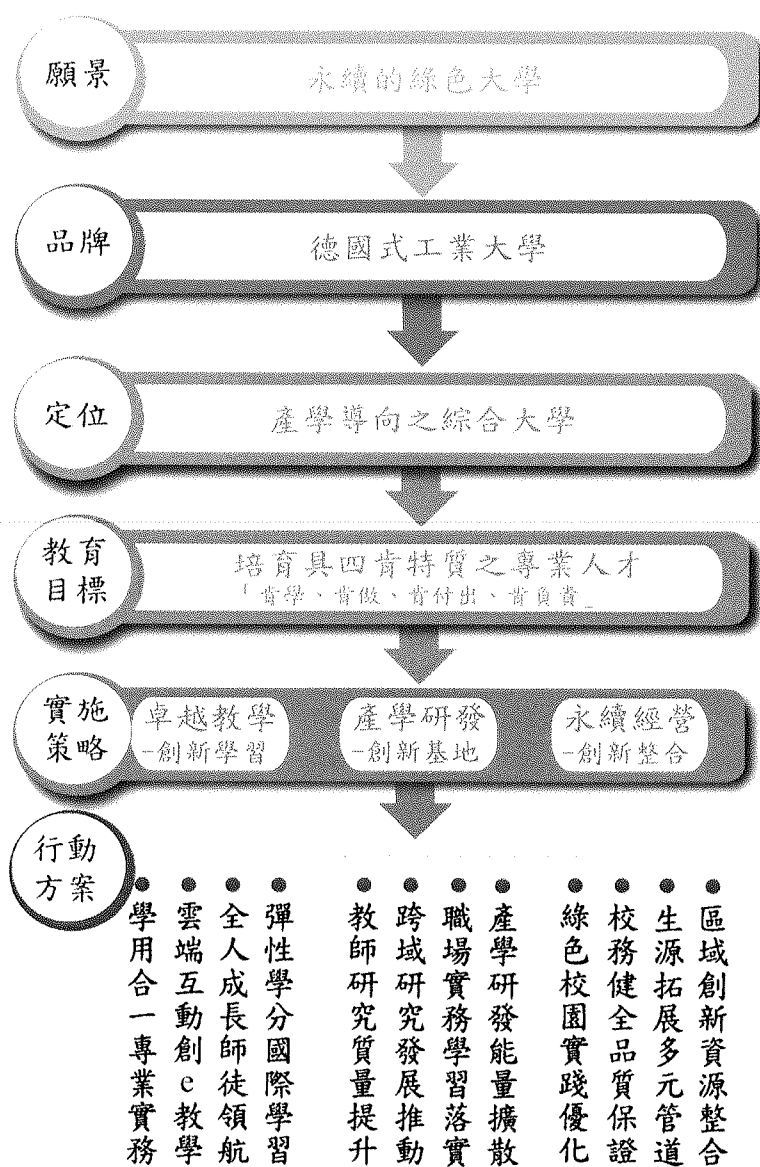 願景
永續的綠色大學
品牌
德國式工業大學
定位
產學導向之綜合大學
教育
目標
培育具四肯特質之專業人才
「肯學、肯做、肯付出、肯負責」
實施
策略
卓越教學
-創新學習
產學研發
-創新基地
永續經營
-創新整合
行動
方案
● 學用合一專業實務
● 雲端互動創e教學
● 全人成長師徒領航
● 彈性學分國際學習
● 教師研究質量提升
● 跨域研究發展推動
● 職場實務學習落實
● 產學研發能量擴散
● 綠色校園實踐優化
● 校務健全品質保證
● 生源拓展多元管道
● 區域創新資源整合